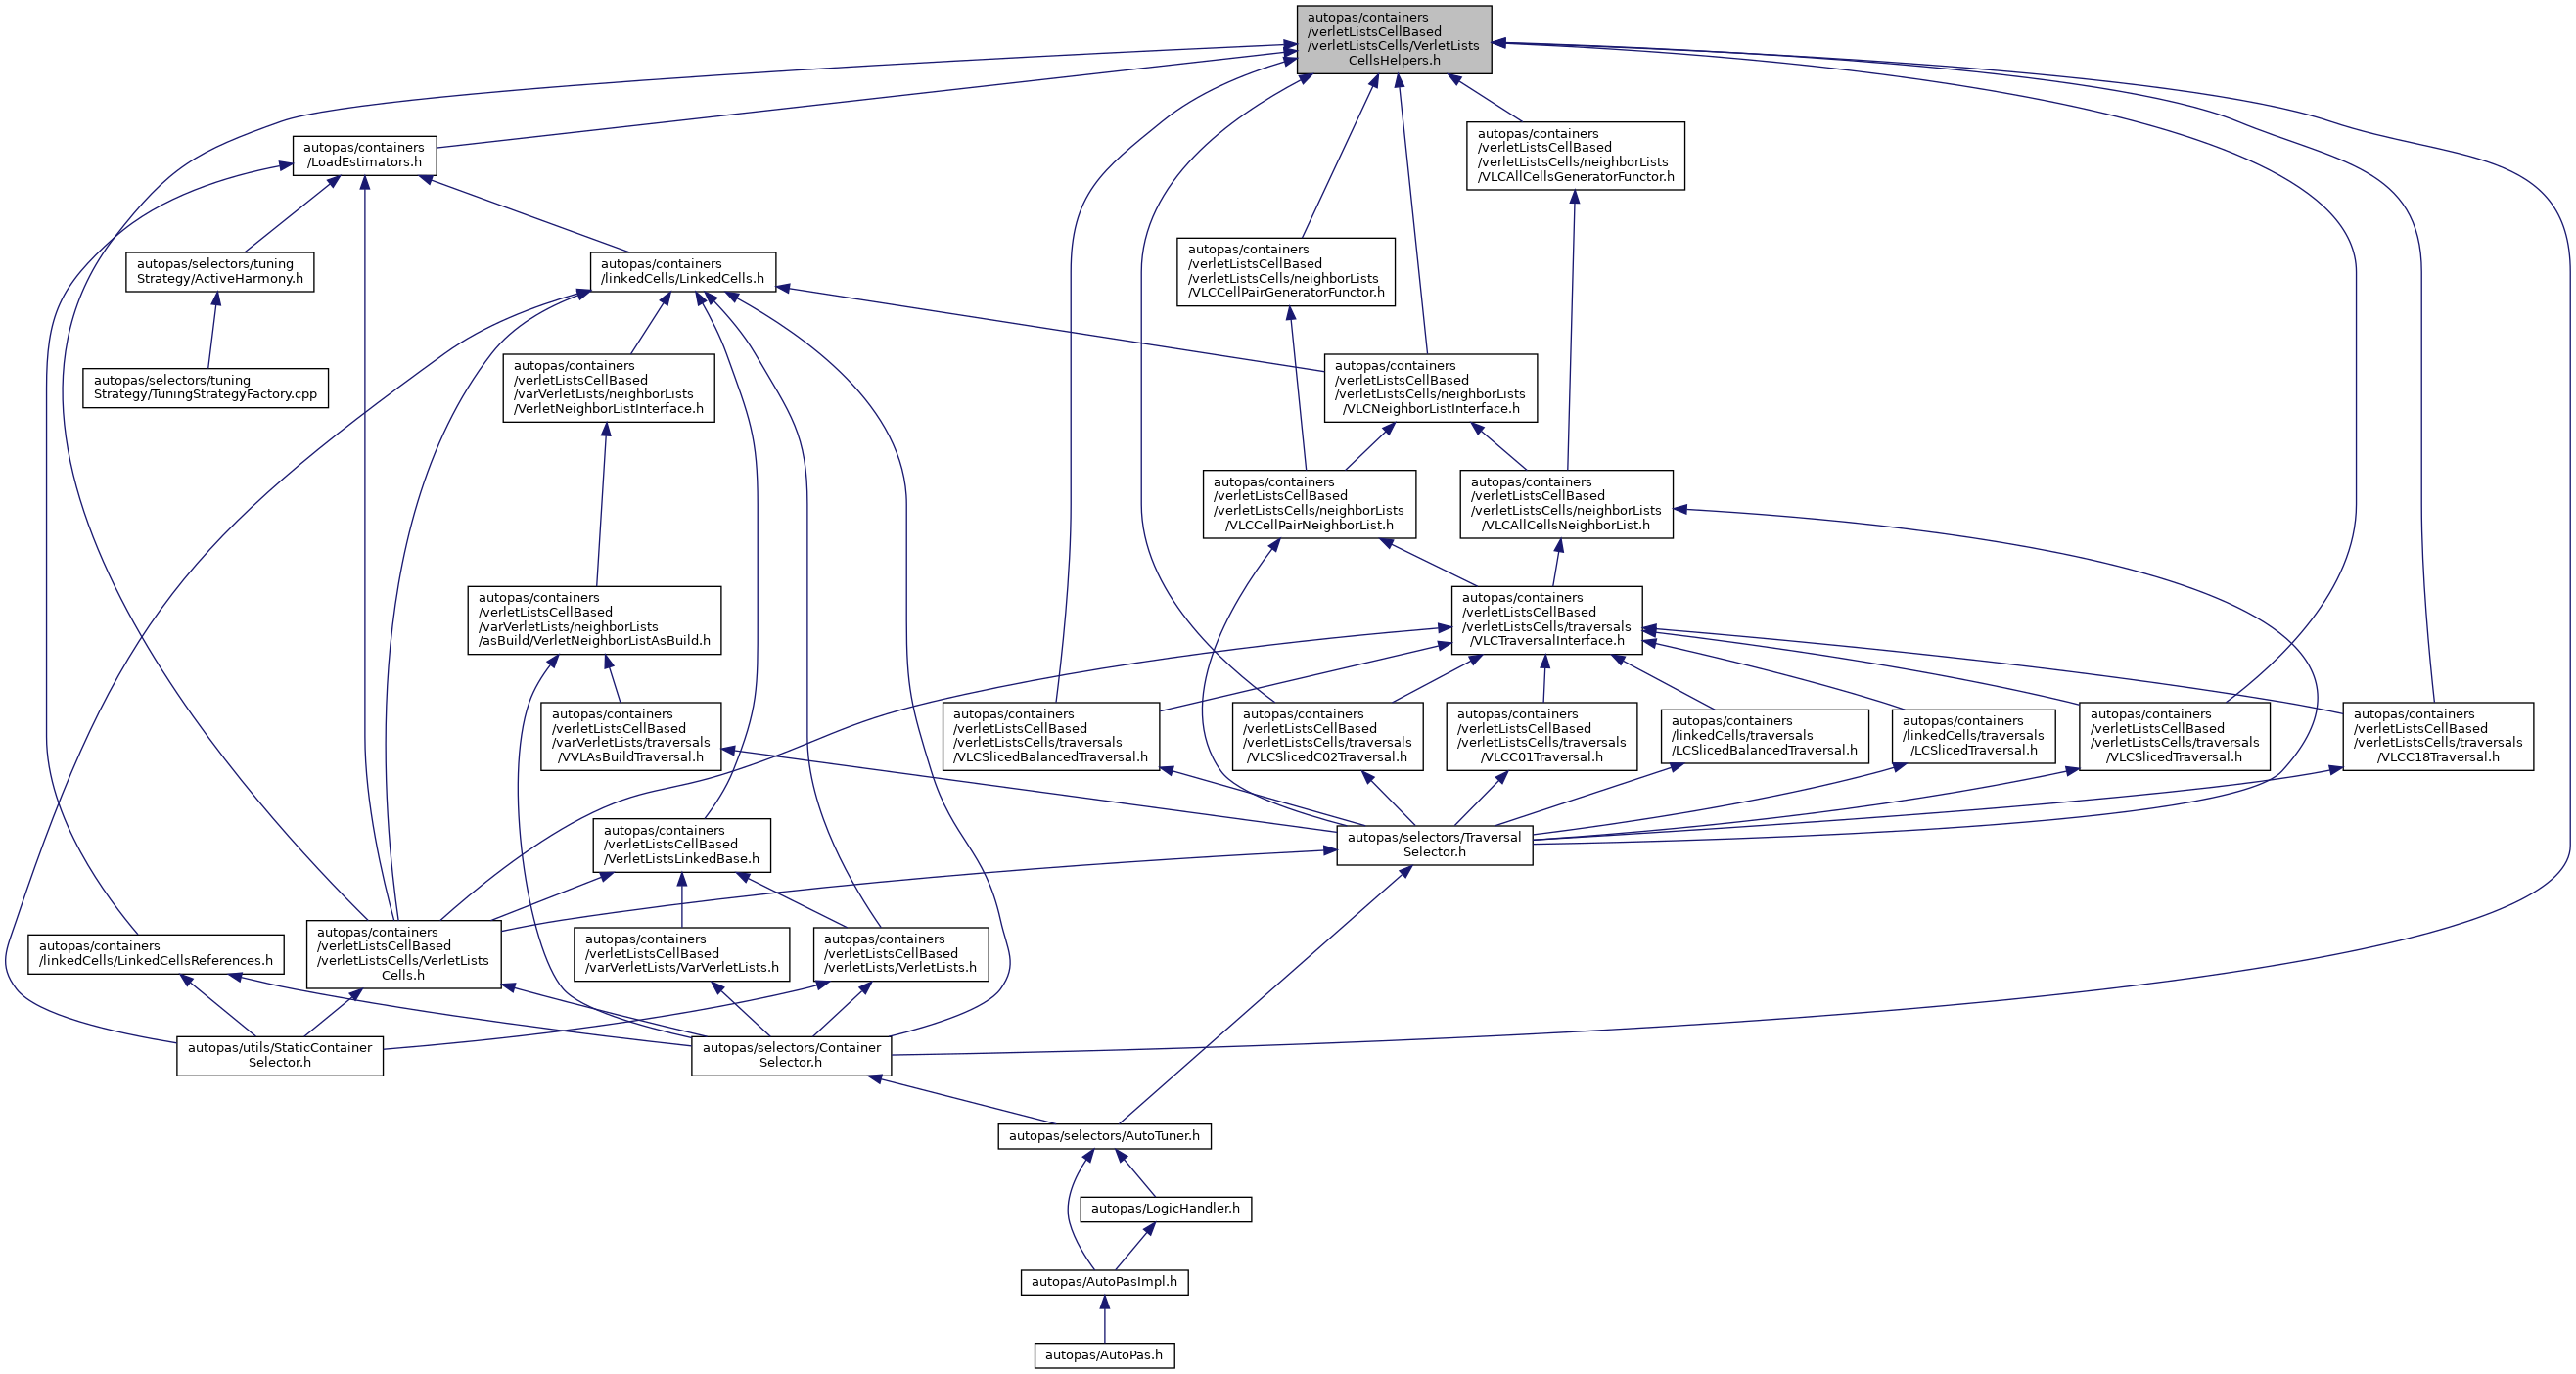 autopas/containers
/verletListsCellBased
/verletListsCells/VerletLists
CellsHelpers.h
autopas/containers
/LoadEstimators.h
autopas/containers
/verletListsCellBased
/verletListsCells/neighborLists
/VLCAllCellsGeneratorFunctor.h
autopas/selectors/tuning
Strategy/ActiveHarmony.h
autopas/containers
/linkedCells/LinkedCells.h
autopas/containers
/verletListsCellBased
/verletListsCells/neighborLists
/VLCCellPairGeneratorFunctor.h
autopas/selectors/tuning
Strategy/TuningStrategyFactory.cpp
autopas/containers
/verletListsCellBased
/varVerletLists/neighborLists
/VerletNeighborListInterface.h
autopas/containers
/verletListsCellBased
/verletListsCells/neighborLists
/VLCNeighborListInterface.h
autopas/containers
/verletListsCellBased
/verletListsCells/neighborLists
/VLCCellPairNeighborList.h
autopas/containers
/verletListsCellBased
/verletListsCells/neighborLists
/VLCAllCellsNeighborList.h
autopas/containers
/verletListsCellBased
/varVerletLists/neighborLists
/asBuild/VerletNeighborListAsBuild.h
autopas/containers
/verletListsCellBased
/verletListsCells/traversals
/VLCTraversalInterface.h
autopas/containers
/verletListsCellBased
/varVerletLists/traversals
/VVLAsBuildTraversal.h
autopas/containers
/verletListsCellBased
/verletListsCells/traversals
/VLCSlicedBalancedTraversal.h
autopas/containers
/verletListsCellBased
/verletListsCells/traversals
/VLCSlicedC02Traversal.h
autopas/containers
/verletListsCellBased
/verletListsCells/traversals
/VLCC01Traversal.h
autopas/containers
/linkedCells/traversals
/LCSlicedBalancedTraversal.h
autopas/containers
/linkedCells/traversals
/LCSlicedTraversal.h
autopas/containers
/verletListsCellBased
/verletListsCells/traversals
/VLCSlicedTraversal.h
autopas/containers
/verletListsCellBased
/verletListsCells/traversals
/VLCC18Traversal.h
autopas/containers
/verletListsCellBased
/VerletListsLinkedBase.h
autopas/selectors/Traversal
Selector.h
autopas/containers
/linkedCells/LinkedCellsReferences.h
autopas/containers
/verletListsCellBased
/verletListsCells/VerletLists
Cells.h
autopas/containers
/verletListsCellBased
/varVerletLists/VarVerletLists.h
autopas/containers
/verletListsCellBased
/verletLists/VerletLists.h
autopas/utils/StaticContainer
Selector.h
autopas/selectors/Container
Selector.h
autopas/selectors/AutoTuner.h
autopas/LogicHandler.h
autopas/AutoPasImpl.h
autopas/AutoPas.h